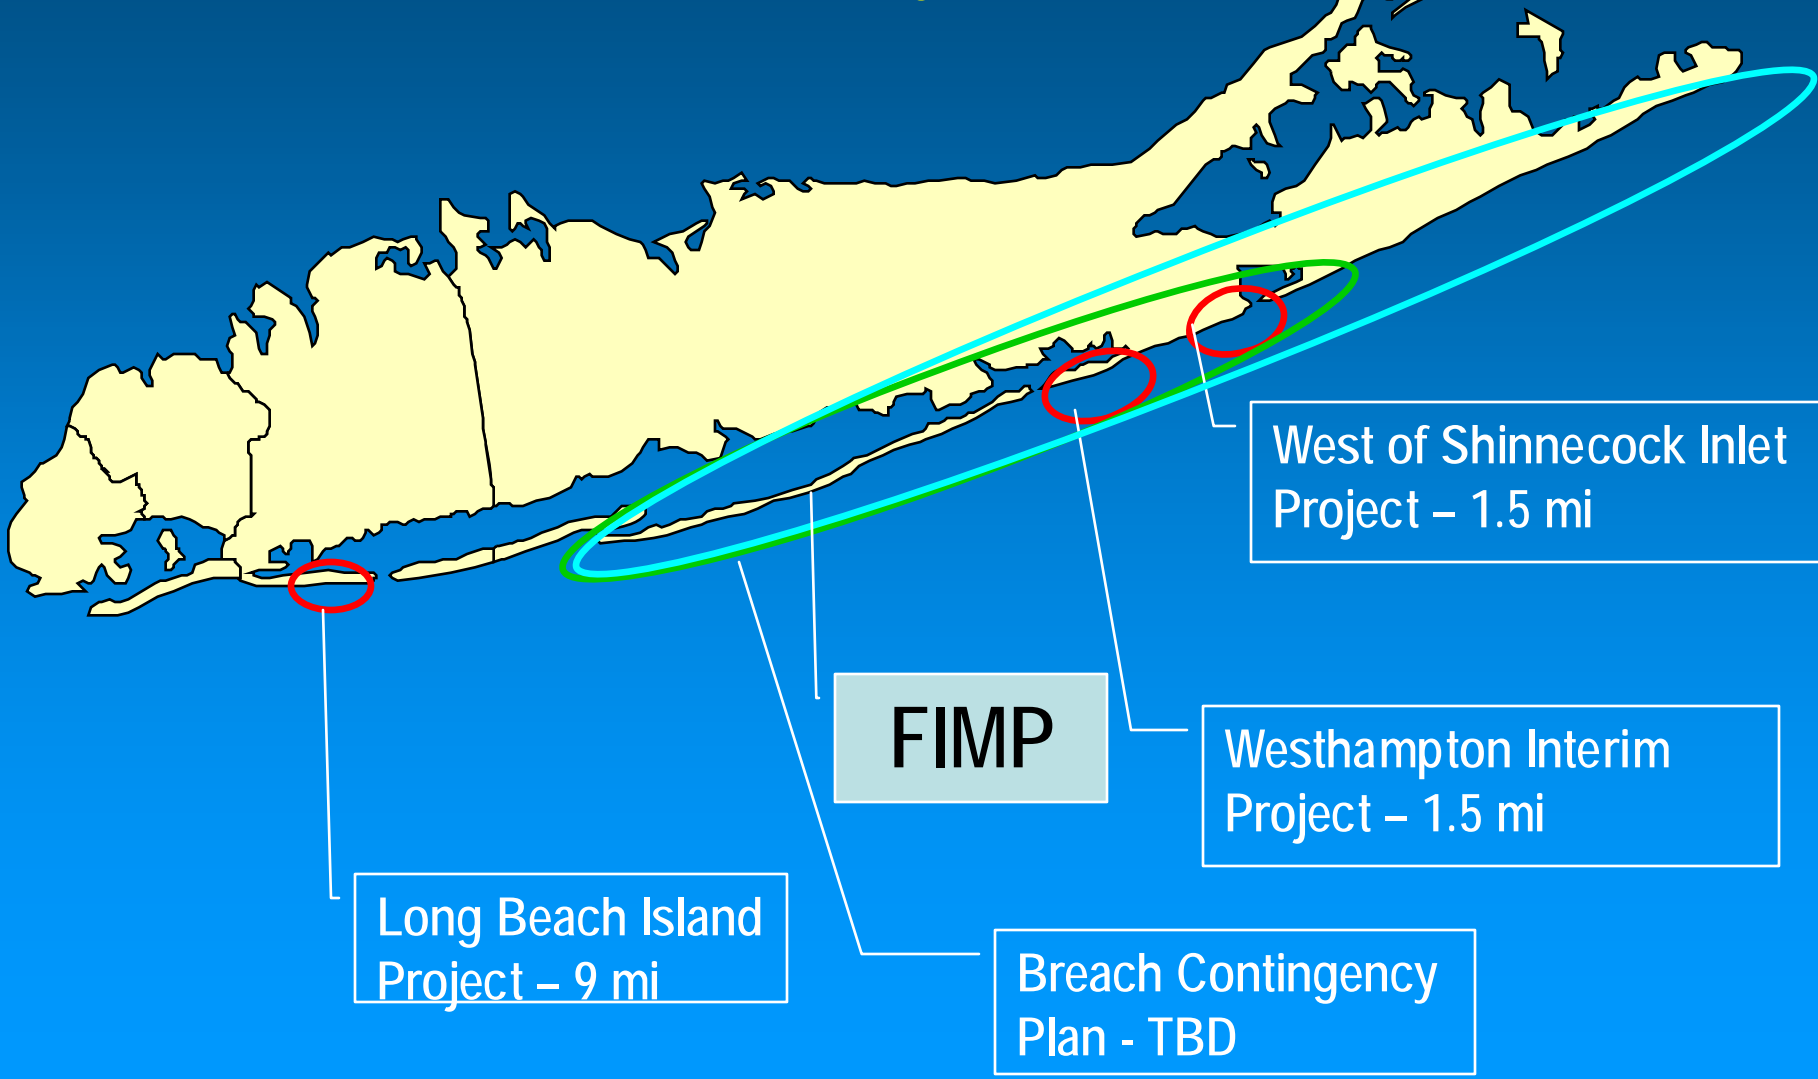 West of Shinnecock Inlet
Project – 1.5 mi
FIMP
Westhampton Interim
Project – 1.5 mi
Long Beach Island
Project – 9 mi
Breach Contingency
Plan - TBD